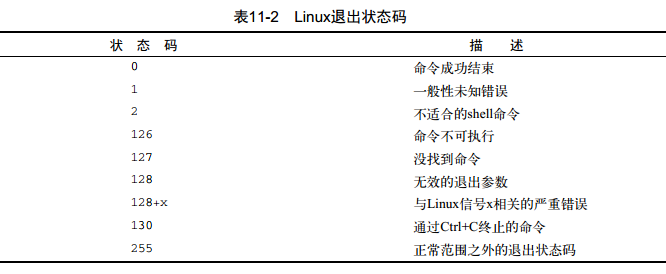 表11-2 Linux退出状态码
状 态 码 描 述
0 命令成功结束
1 一般性未知错误
2 不适合的shell命令
126 命令不可执行
127 没找到命令
128 无效的退出参数
128+x 与Linux信号x相关的严重错误
130 通过Ctrl+C终止的命令
255 正常范围之外的退出状态码